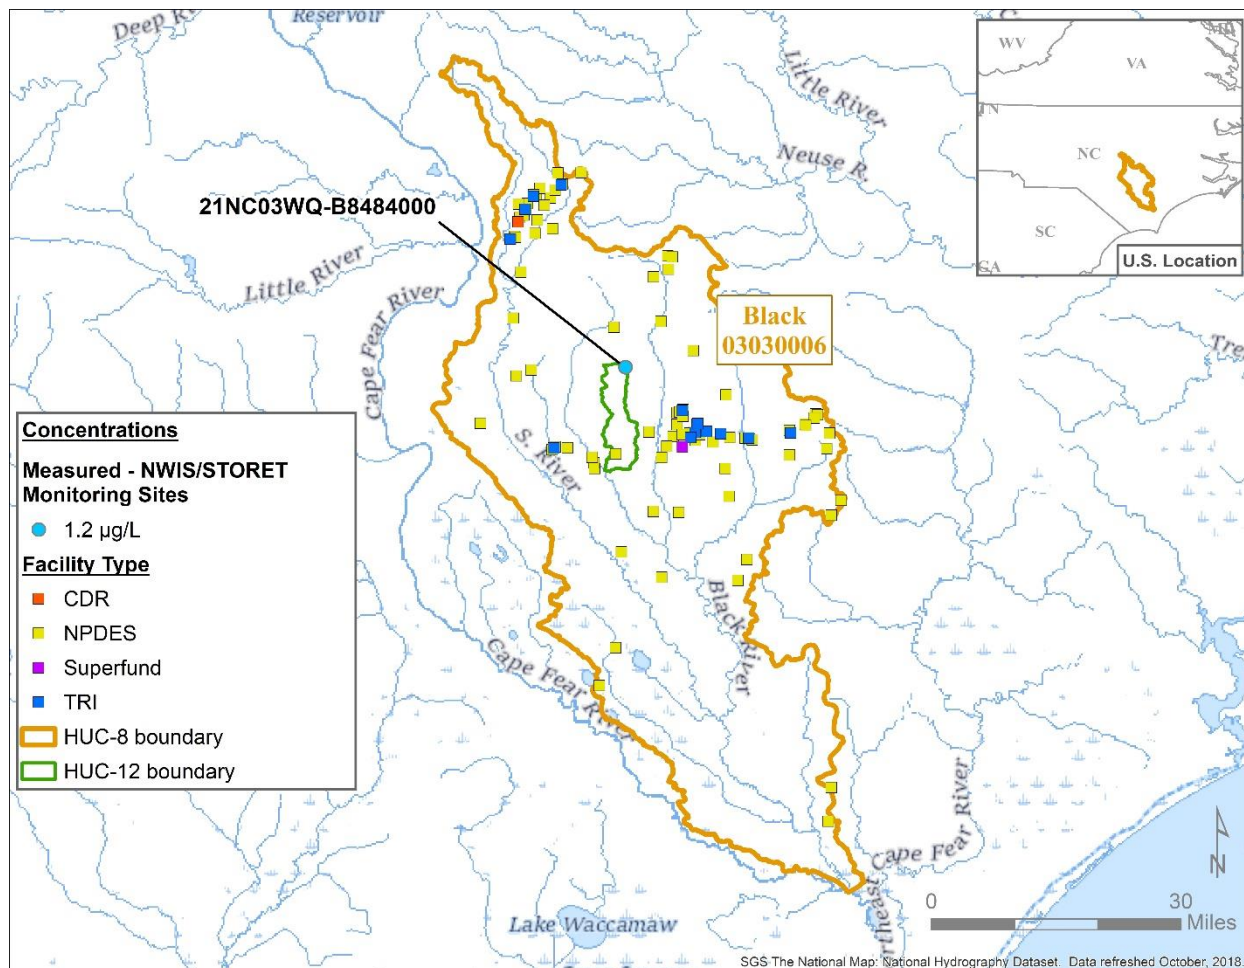 Deep River
Reservoir
Little River
Neuse R.
21NC03WQ-B8484000
Little River
Cape Fear River
Black
03030006
S. River
Black River
Cape Fear River
Cape Fear River
Lake Waccamaw
WV
VA
TN
NC
SC
GA
U.S. Location
Concentrations
Measured - NWIS/STORET
Monitoring Sites
1.2 µg/L
Facility Type
CDR
NPDES
Superfund
TRI
HUC-8 boundary
HUC-12 boundary
N
0 30
Miles
SGS The National Map: National Hydrography Dataset. Data refreshed October, 2018.